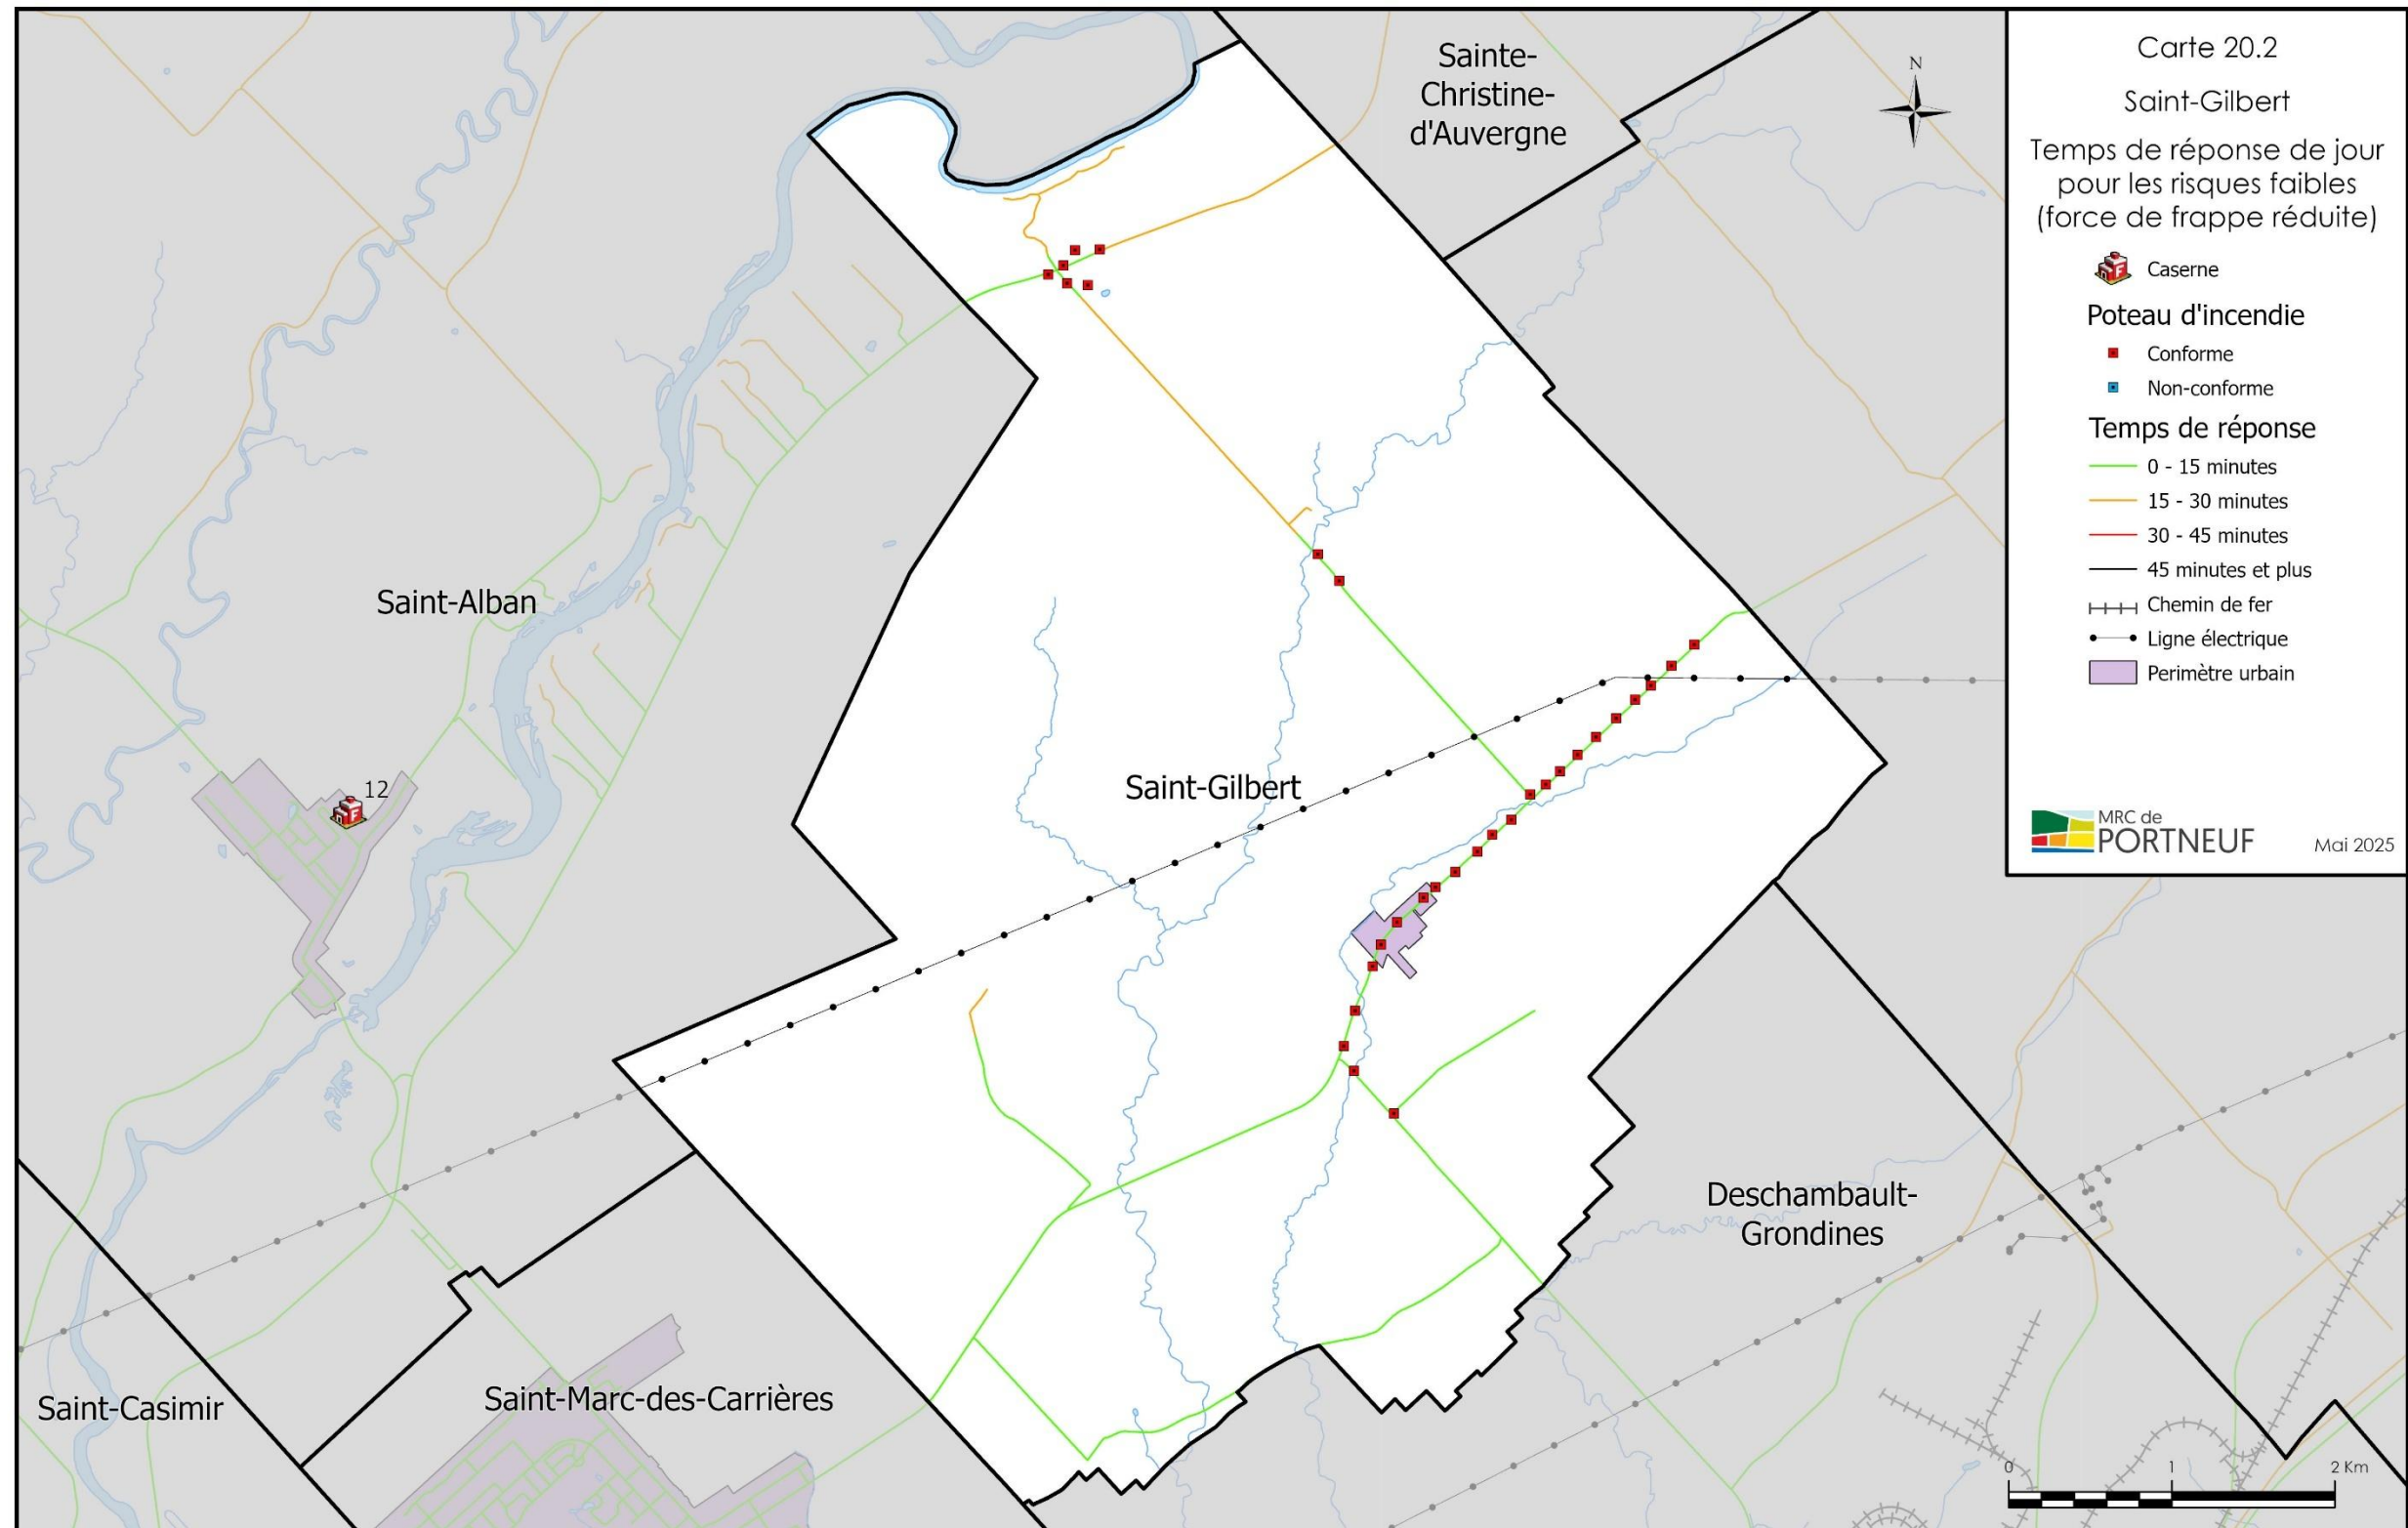 Carte 20.2
Saint-Gilbert
Temps de réponse de jour
pour les risques faibles
(force de frappe réduite)
Caserne
Poteau d'incendie
Conforme
Non-conforme
Temps de réponse
0 - 15 minutes
15 - 30 minutes
30 - 45 minutes
45 minutes et plus
Chemin de fer
Ligne électrique
Perimètre urbain
MRC de
PORTNEUF
Mai 2025
N
Sainte-
Christine-
d'Auvergne
Saint-Alban
12
F
Saint-Gilbert
Deschambault-
Grondines
Saint-Casimir
Saint-Marc-des-Carrières
0 1 2 Km